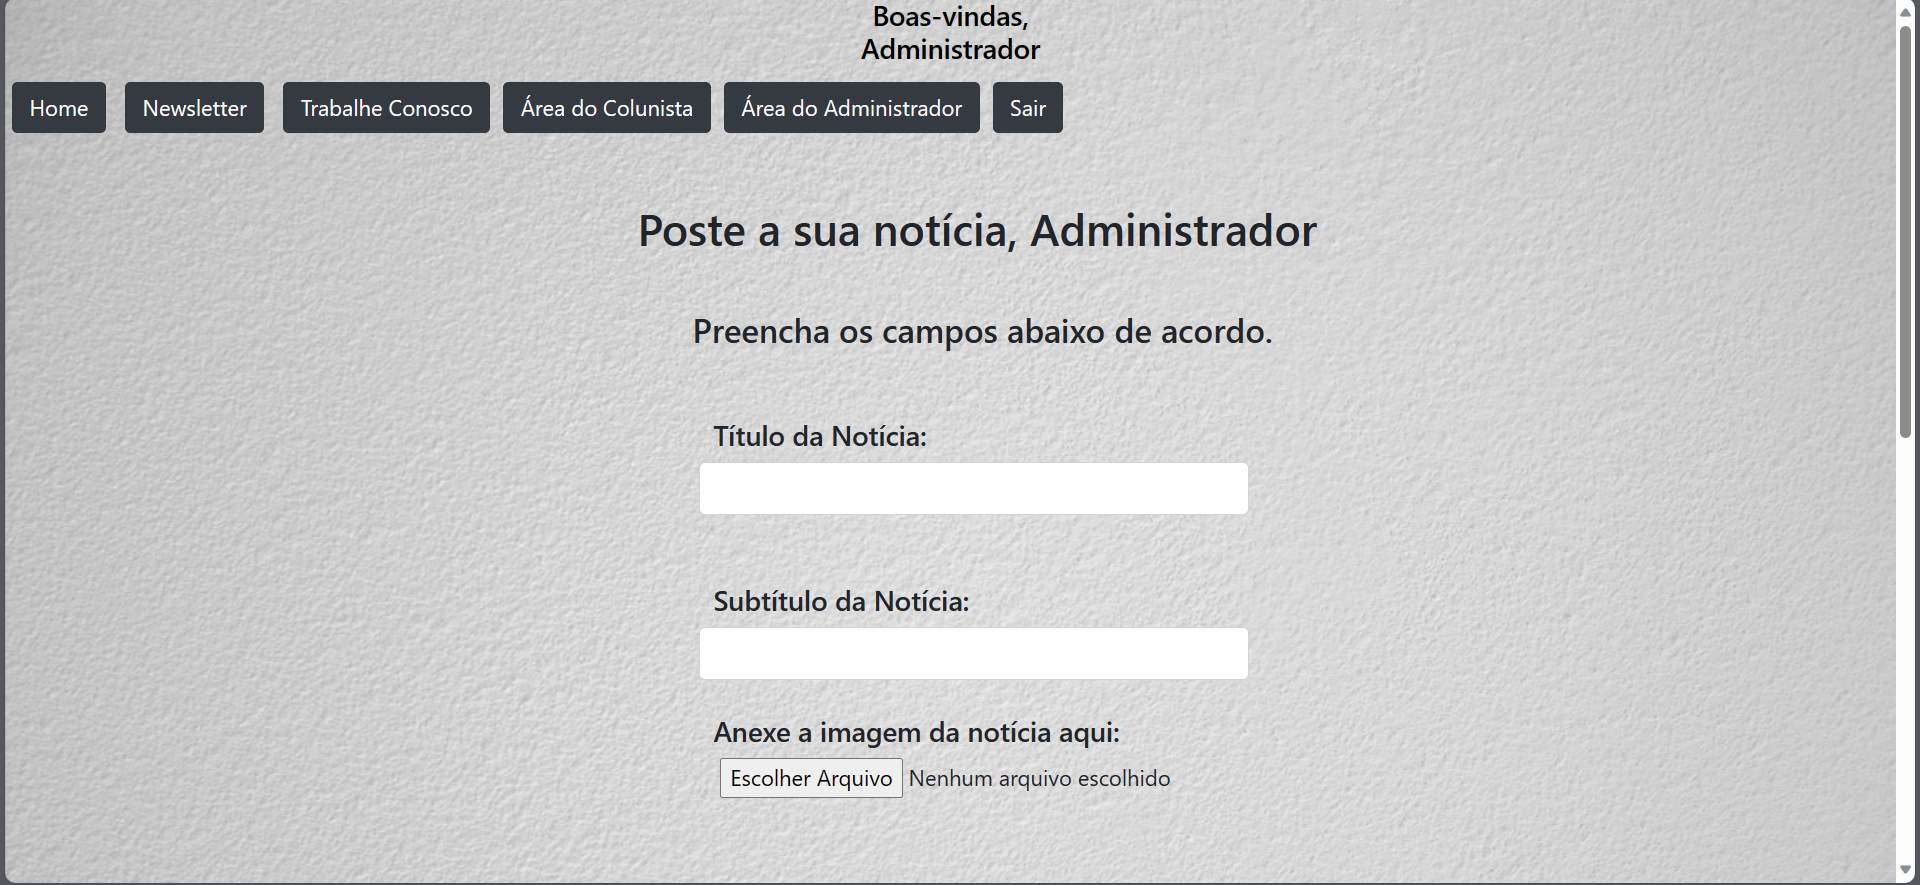 Boas-vindas,
Administrador
Home Newsletter Trabalhe Conosco Área do Colunista Área do Administrador Sair
Poste a sua notícia, Administrador
Preencha os campos abaixo de acordo.
Título da Notícia:
Subtítulo da Notícia:
Anexe a imagem da notícia aqui:
Escolher Arquivo Nenhum arquivo escolhido